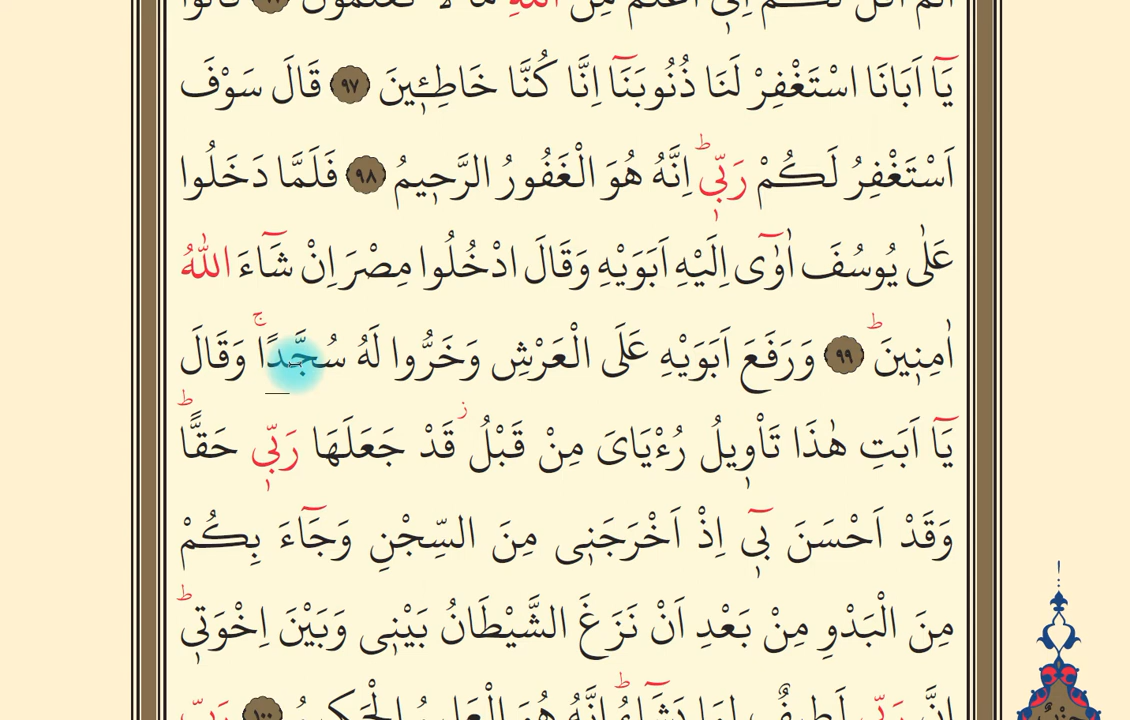 يَٓا اَبَانَا اسْتَغْفِرْ لَنَا ذُنُوبَنَٓا اِنَّا كُنَّا خَاطِـ۪ٔينَ ﴿٩٧﴾ قَالَ سَوْفَ
اَسْتَغْفِرُ لَكُمْ رَبّ۪يۜ اِنَّهُ هُوَ الْغَفُورُ الرَّح۪يمُ ﴿٩٨﴾ فَلَمَّا دَخَلُوا
عَلٰى يُوسُفَ اٰوٰٓى اِلَيْهِ اَبَوَيْهِ وَقَالَ ادْخُلُوا مِصْرَ اِنْ شَٓاءَ اللّٰهُ
اٰمِن۪ينَۜ ﴿٩٩﴾ وَرَفَعَ اَبَوَيْهِ عَلَى الْعَرْشِ وَخَرُّوا لَهُ سُجَّدًاۚ وَقَالَ
يَٓا اَبَتِ هٰذَا تَأْو۪يلُ رُءْيَايَ مِنْ قَبْلُۘ قَدْ جَعَلَهَا رَبّ۪ي حَقًّاۜ
وَقَدْ اَحْسَنَ ب۪ٓي اِذْ اَخْرَجَن۪ي مِنَ السِّجْنِ وَجَٓاءَ بِكُمْ
مِنَ الْبَدْوِ مِنْ بَعْدِ اَنْ نَزَغَ الشَّيْطَانُ بَيْن۪ي وَبَيْنَ اِخْوَت۪يۜ